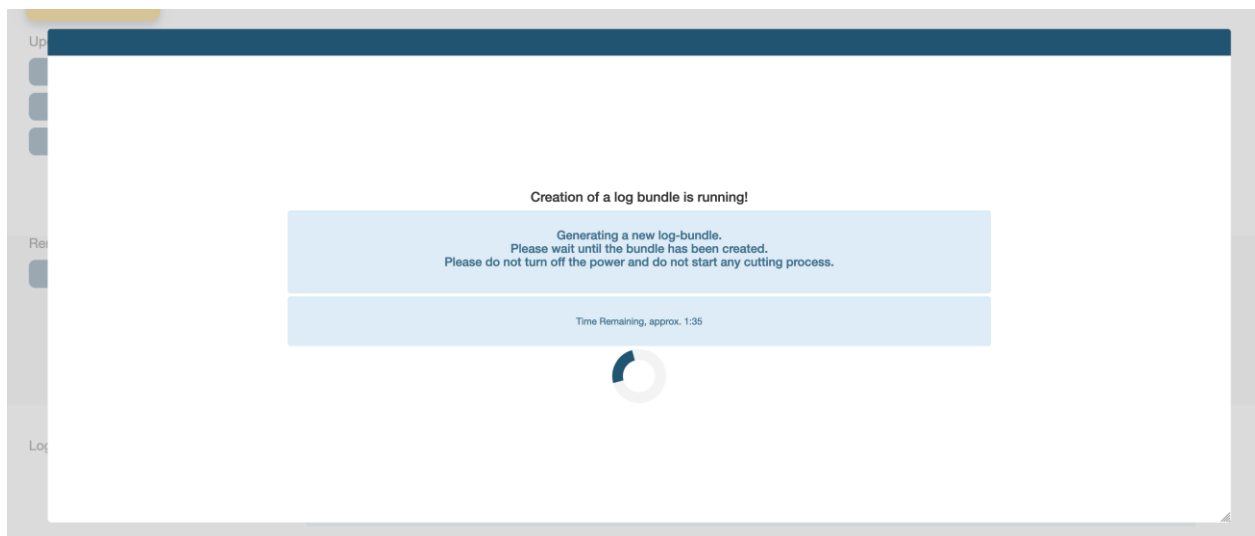 Creation of a log bundle is running!
Generating a new log-bundle.
Please wait until the bundle has been created.
Please do not turn off the power and do not start any cutting process.
Time Remaining, approx. 1:35